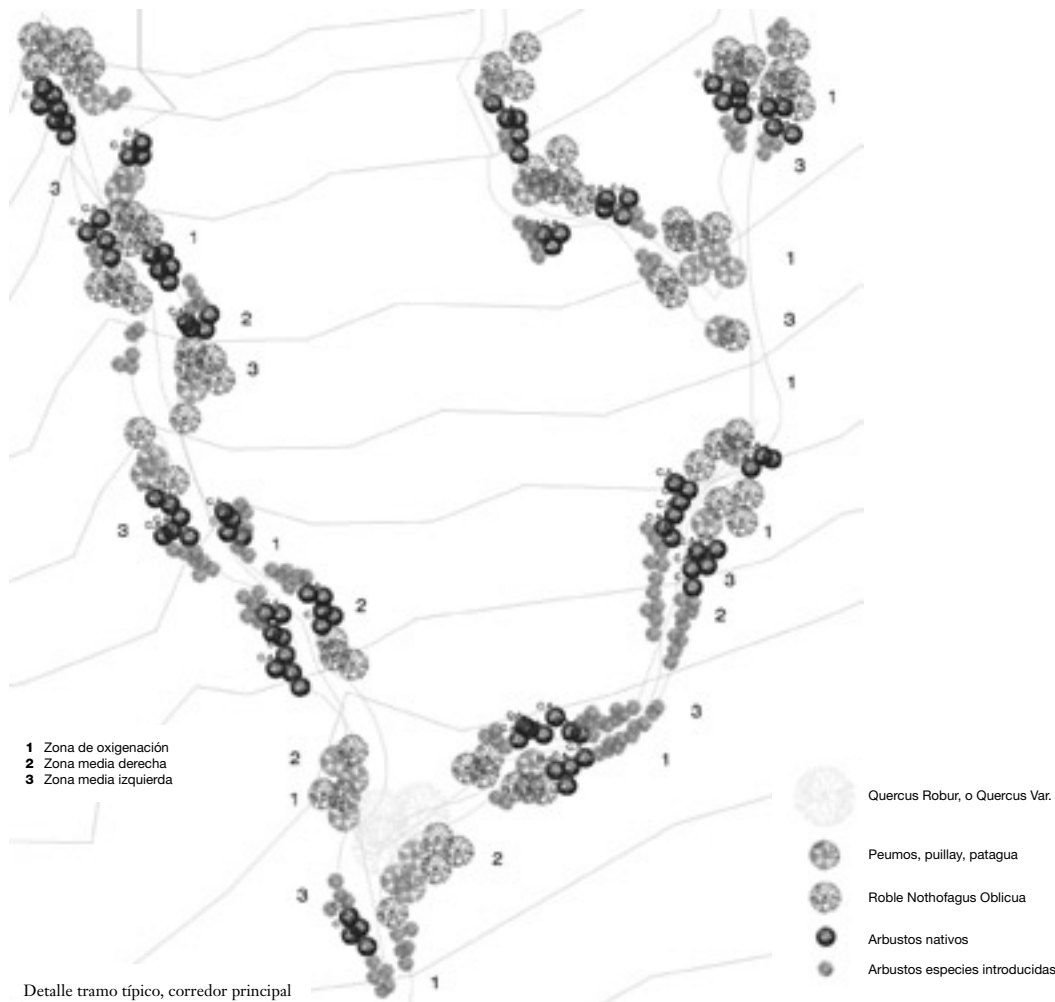 1
3
3
1
1
2
3
3
1
3
1
1
3
2
2
3
1 Zona de oxigenación
2 Zona media derecha
3 Zona media izquierda
2
1
1
2
3
1
Quercus Robur, o Quercus Var.
Peumos, puillay, patagua
Roble Nothofagus Oblicua
Arbustos nativos
Arbustos especies introducidas
Detalle tramo típico, corredor principal